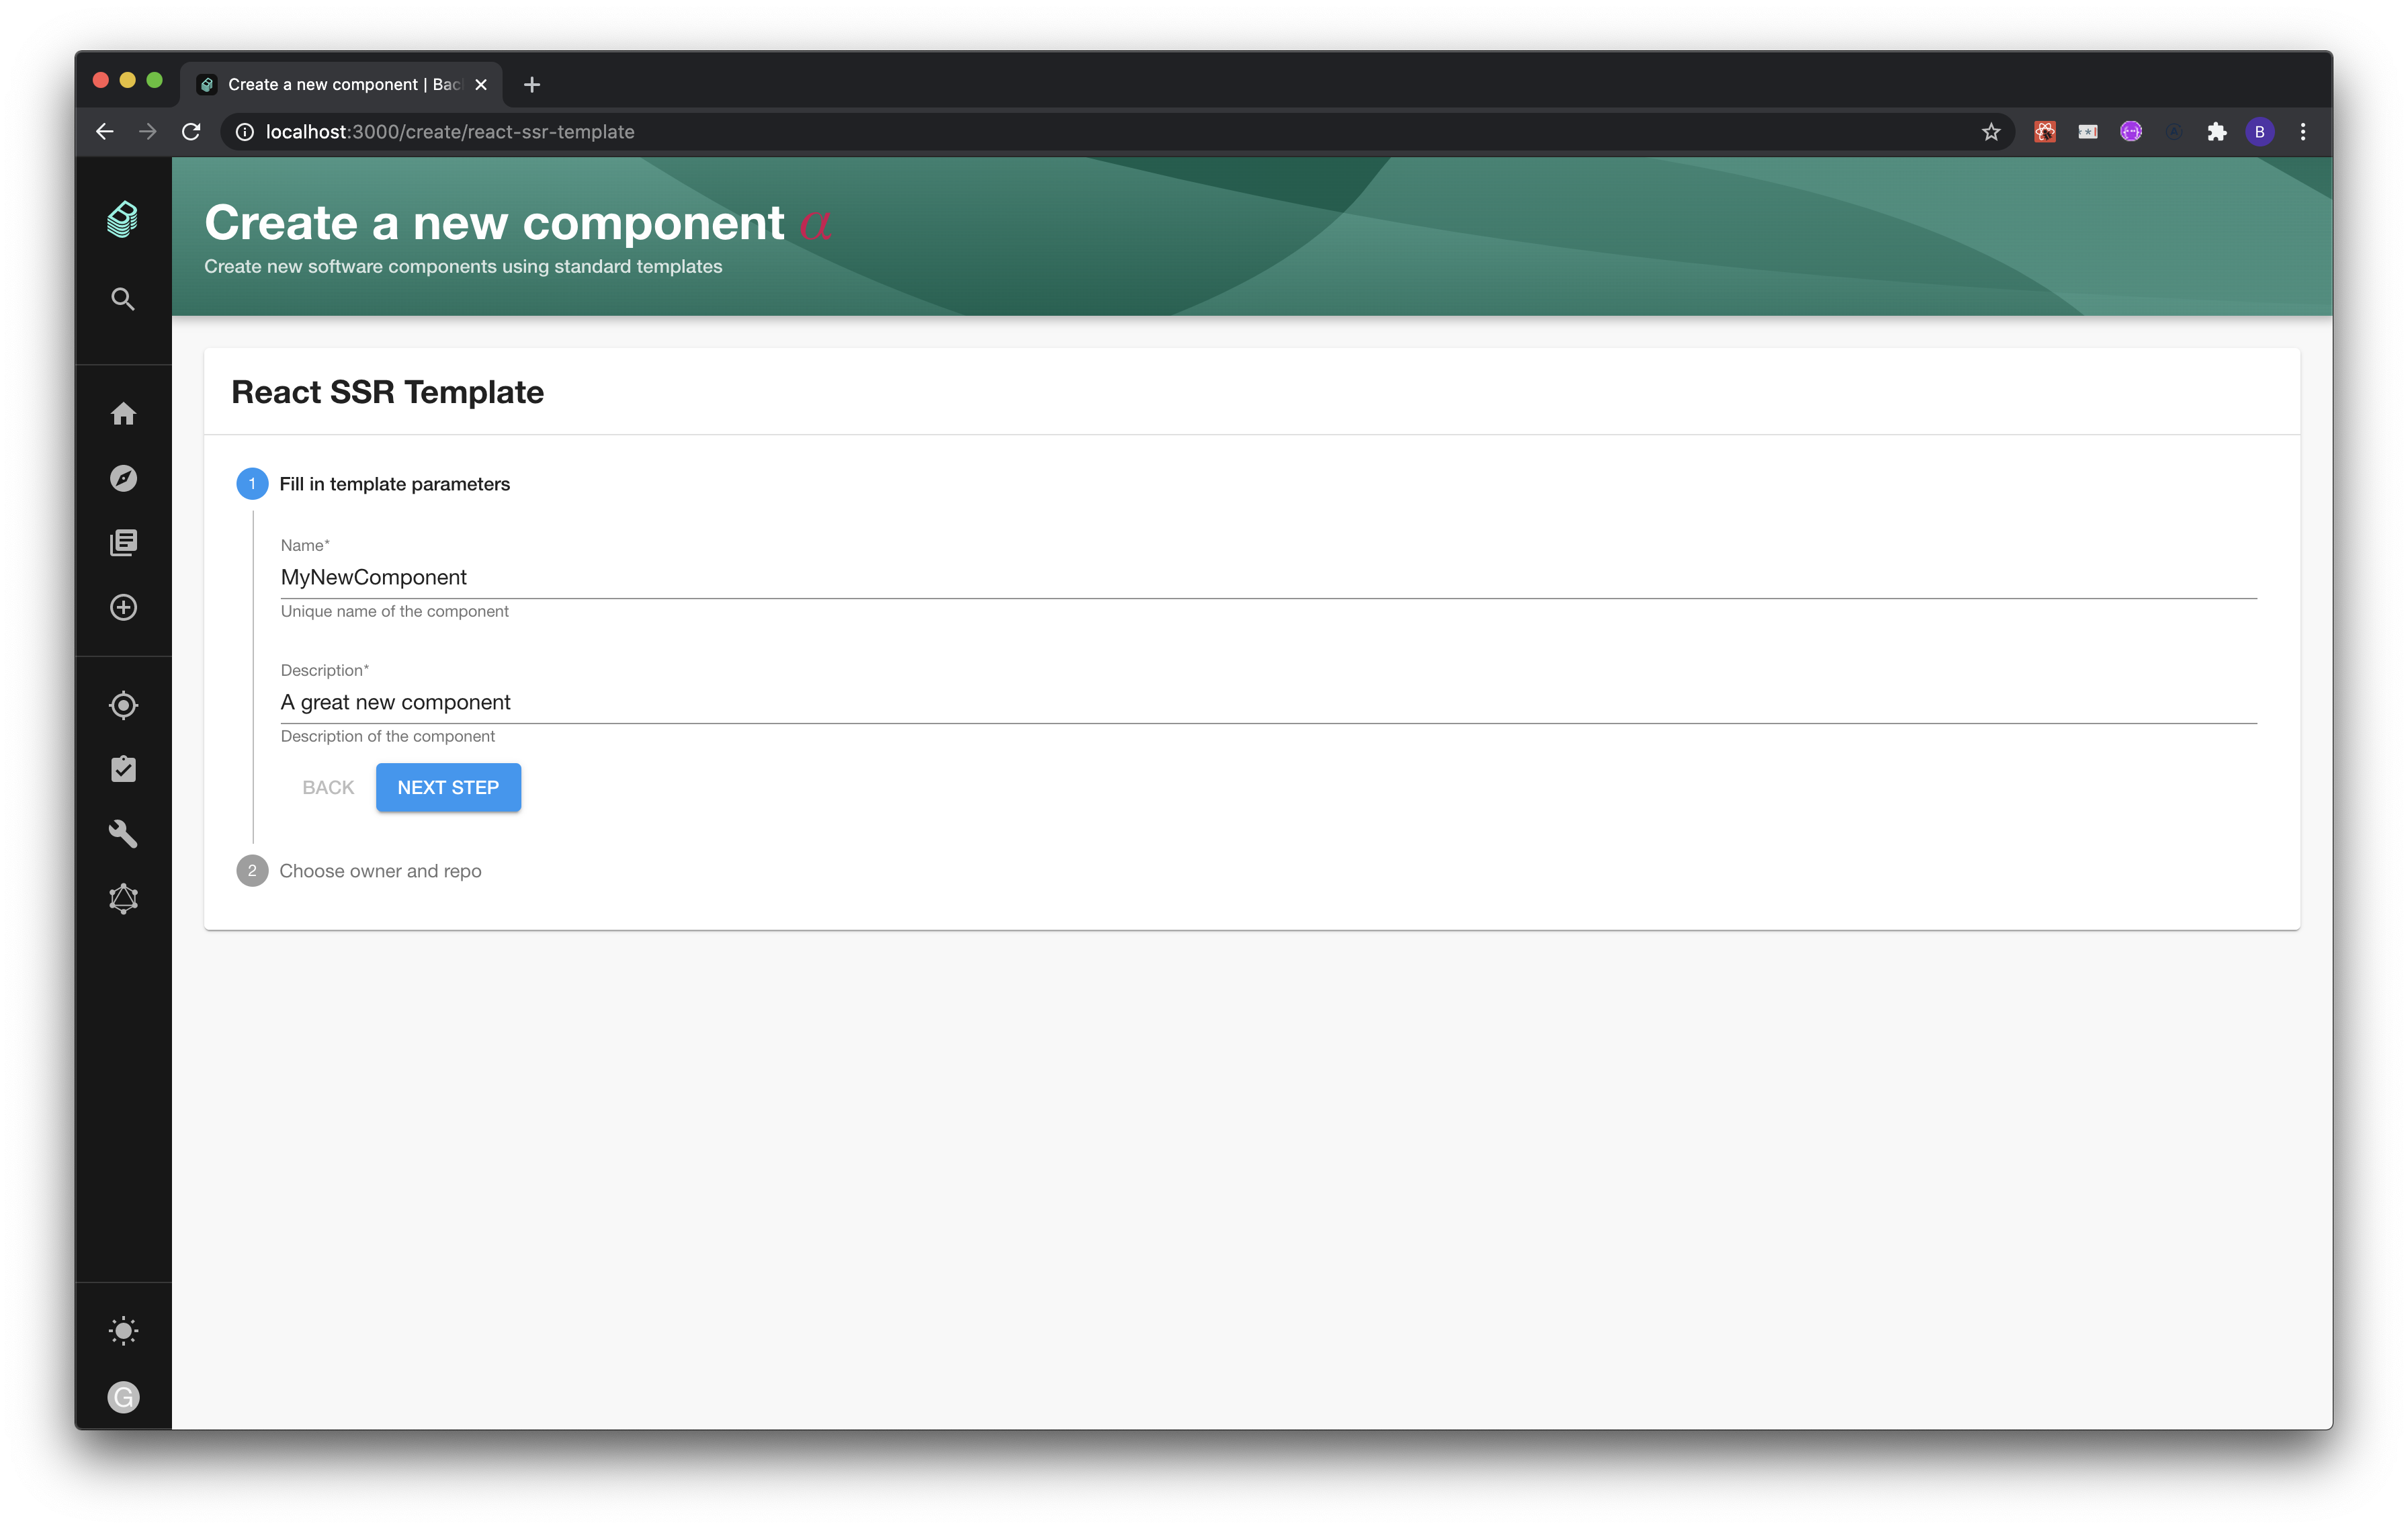 Create a new component | Bac
localhost:3000/create/react-ssr-template
B
Create a new component α
Create new software components using standard templates
React SSR Template
1 Fill in template parameters
Name*
MyNewComponent
Unique name of the component
Description*
A great new component
Description of the component
BACK NEXT STEP
2 Choose owner and repo
G